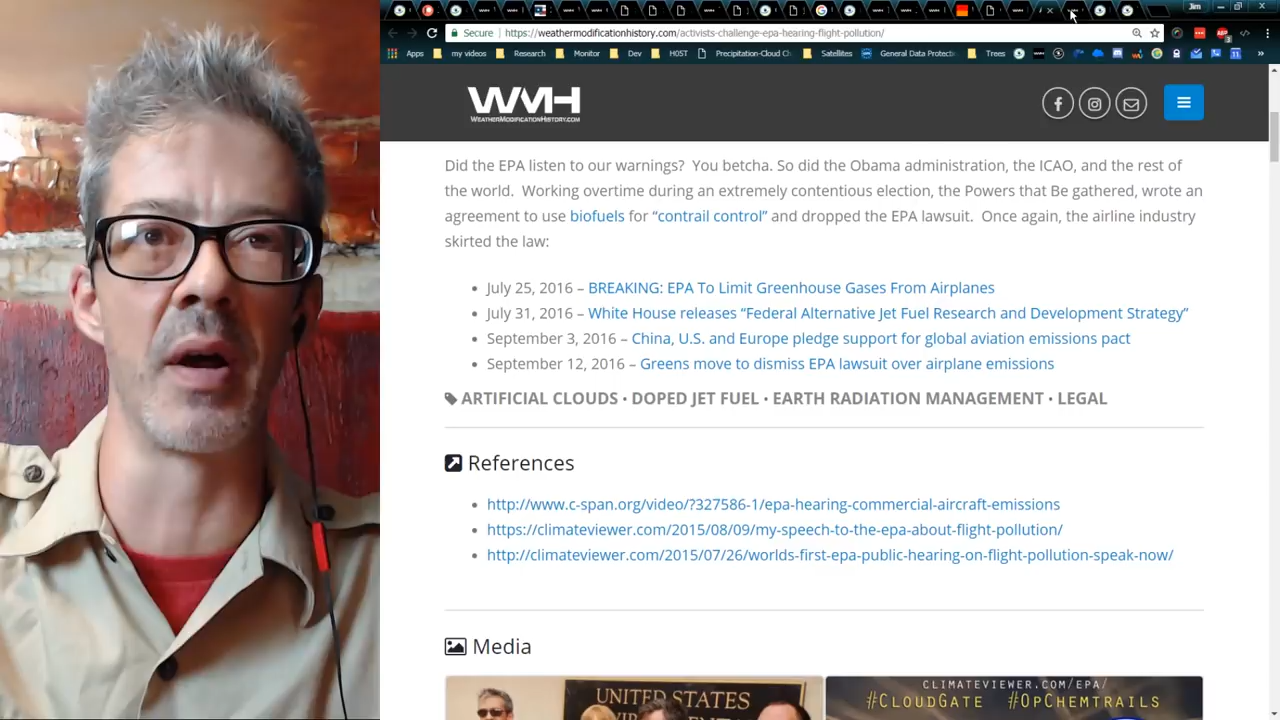 Jim
Secure
https://weathermodificationhistory.com/activists-challenge-epa-hearing-flight-pollution/
Apps my videos Research Monitor Dev HOST Precipitation-Cloud Ch Satellites General Data Protecti Trees
WMH
WEATHERMODIFICATIONHISTORY.COM
Did the EPA listen to our warnings? You betcha. So did the Obama administration, the ICAO, and the rest of
the world. Working overtime during an extremely contentious election, the Powers that Be gathered, wrote an
agreement to use biofuels for “contrail control” and dropped the EPA lawsuit. Once again, the airline industry
skirted the law:
• July 25, 2016 – BREAKING: EPA To Limit Greenhouse Gases From Airplanes
• July 31, 2016 – White House releases “Federal Alternative Jet Fuel Research and Development Strategy”
• September 3, 2016 – China, U.S. and Europe pledge support for global aviation emissions pact
• September 12, 2016 – Greens move to dismiss EPA lawsuit over airplane emissions
ARTIFICIAL CLOUDS • DOPED JET FUEL • EARTH RADIATION MANAGEMENT • LEGAL
References
• http://www.c-span.org/video/?327586-1/epa-hearing-commercial-aircraft-emissions
• https://climateviewer.com/2015/08/09/my-speech-to-the-epa-about-flight-pollution/
• http://climateviewer.com/2015/07/26/worlds-first-epa-public-hearing-on-flight-pollution-speak-now/
Media
UNITED STATES
CLIMATEVIEWER.COM/EPA/
#CLOUDGATE #OPCHEMTRAILS